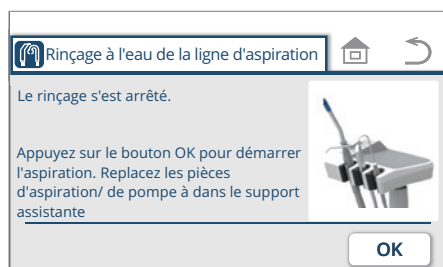 Rinçage à l'eau de la ligne d'aspiration
Le rinçage s'est arrêté.
Appuyez sur le bouton OK pour démarrer
l'aspiration. Replacez les pièces
d'aspiration/ de pompe à dans le support
assistante
OK